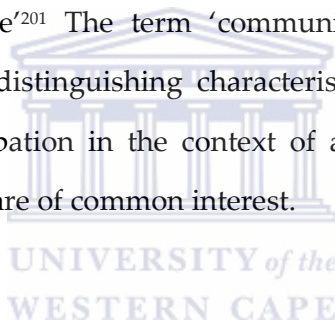 e’²⁰¹ The term ‘communi
distinguishing characteris
pation in the context of a
are of common interest.
UNIVERSITY of the
WESTERN CAPE